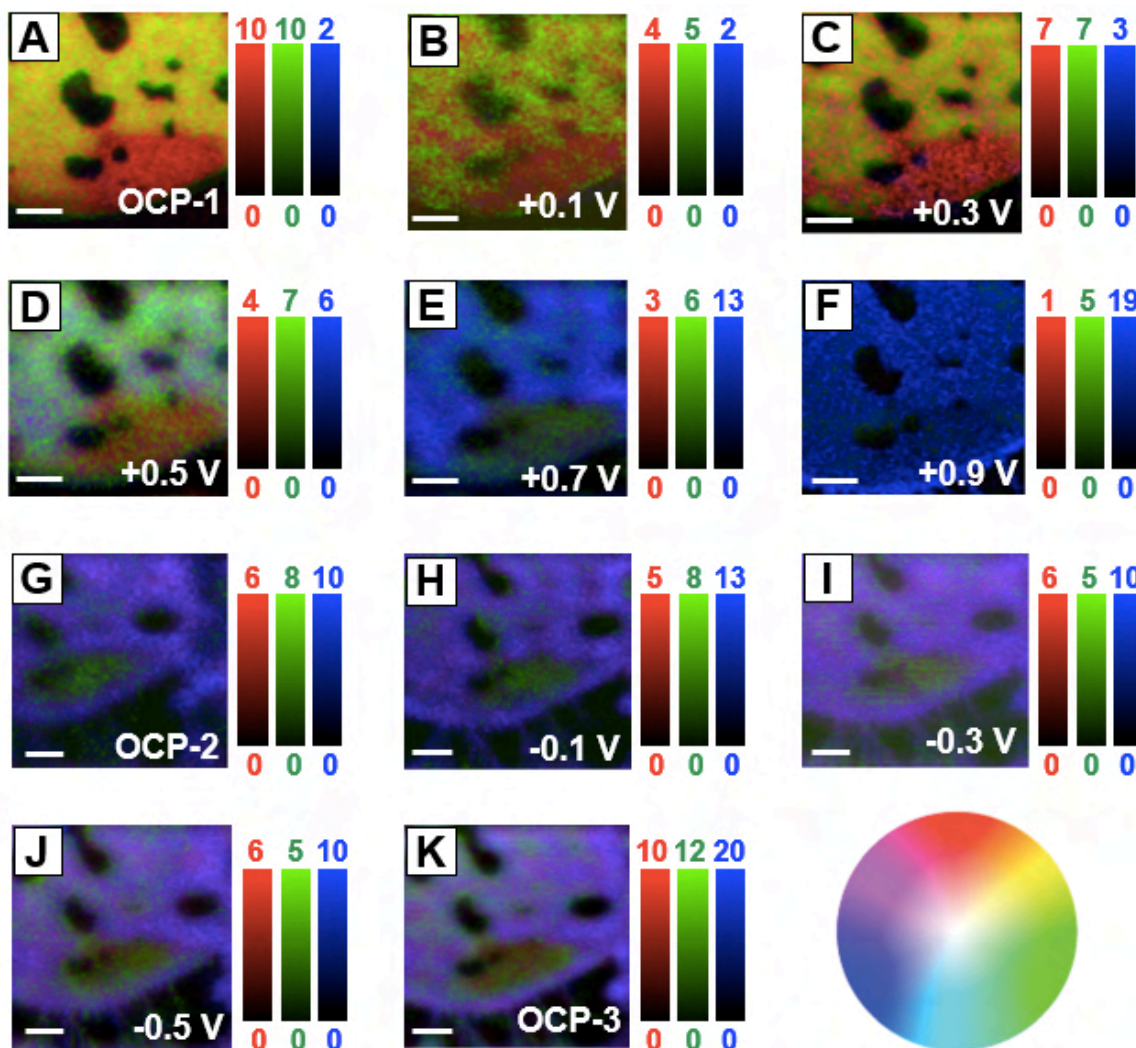 A
10 10 2
OCP-1
0 0 0
B
4 5 2
+0.1 V
0 0 0
C
7 7 3
+0.3 V
0 0 0
D
4 7 6
+0.5 V
0 0 0
E
3 6 13
+0.7 V
0 0 0
F
1 5 19
+0.9 V
0 0 0
G
6 8 10
OCP-2
0 0 0
H
5 8 13
-0.1 V
0 0 0
I
6 5 10
-0.3 V
0 0 0
J
6 5 10
-0.5 V
0 0 0
K
10 12 20
OCP-3
0 0 0